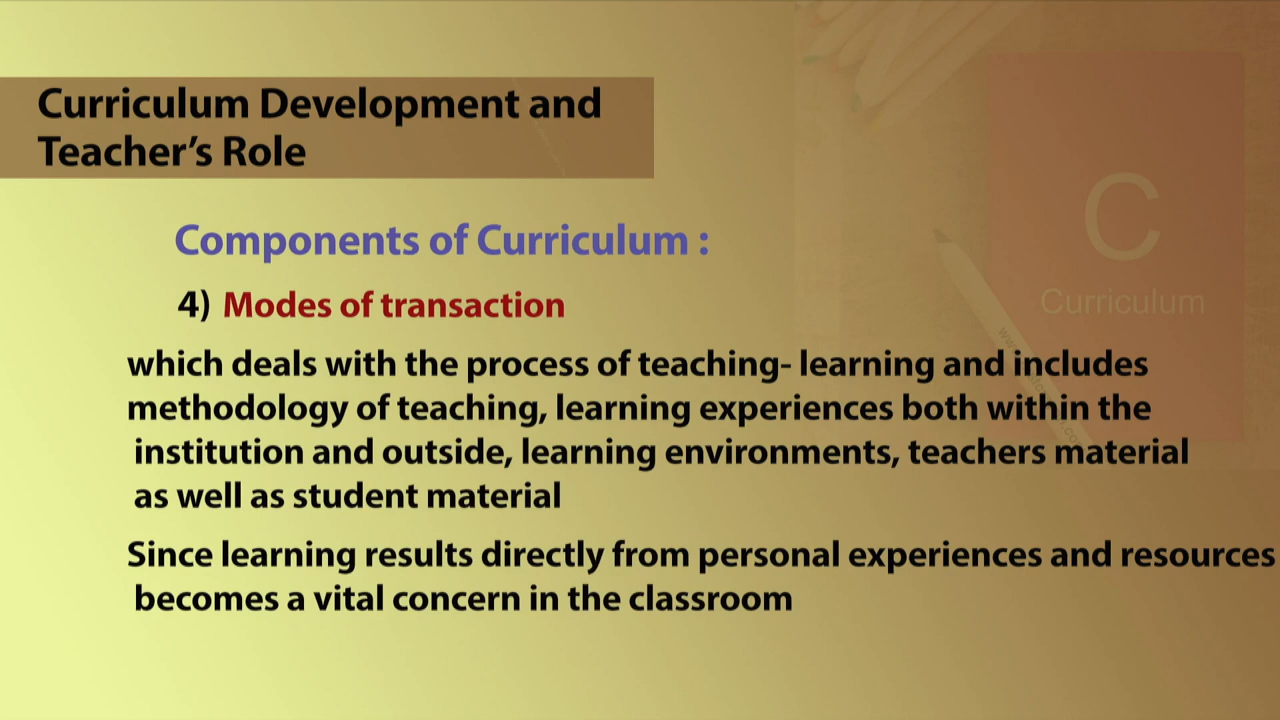 Curriculum Development and
Teacher's Role
Components of Curriculum :
4) Modes of transaction
which deals with the process of teaching- learning and includes
methodology of teaching, learning experiences both within the
institution and outside, learning environments, teachers material
as well as student material
Since learning results directly from personal experiences and resources
becomes a vital concern in the classroom
C
Curriculum